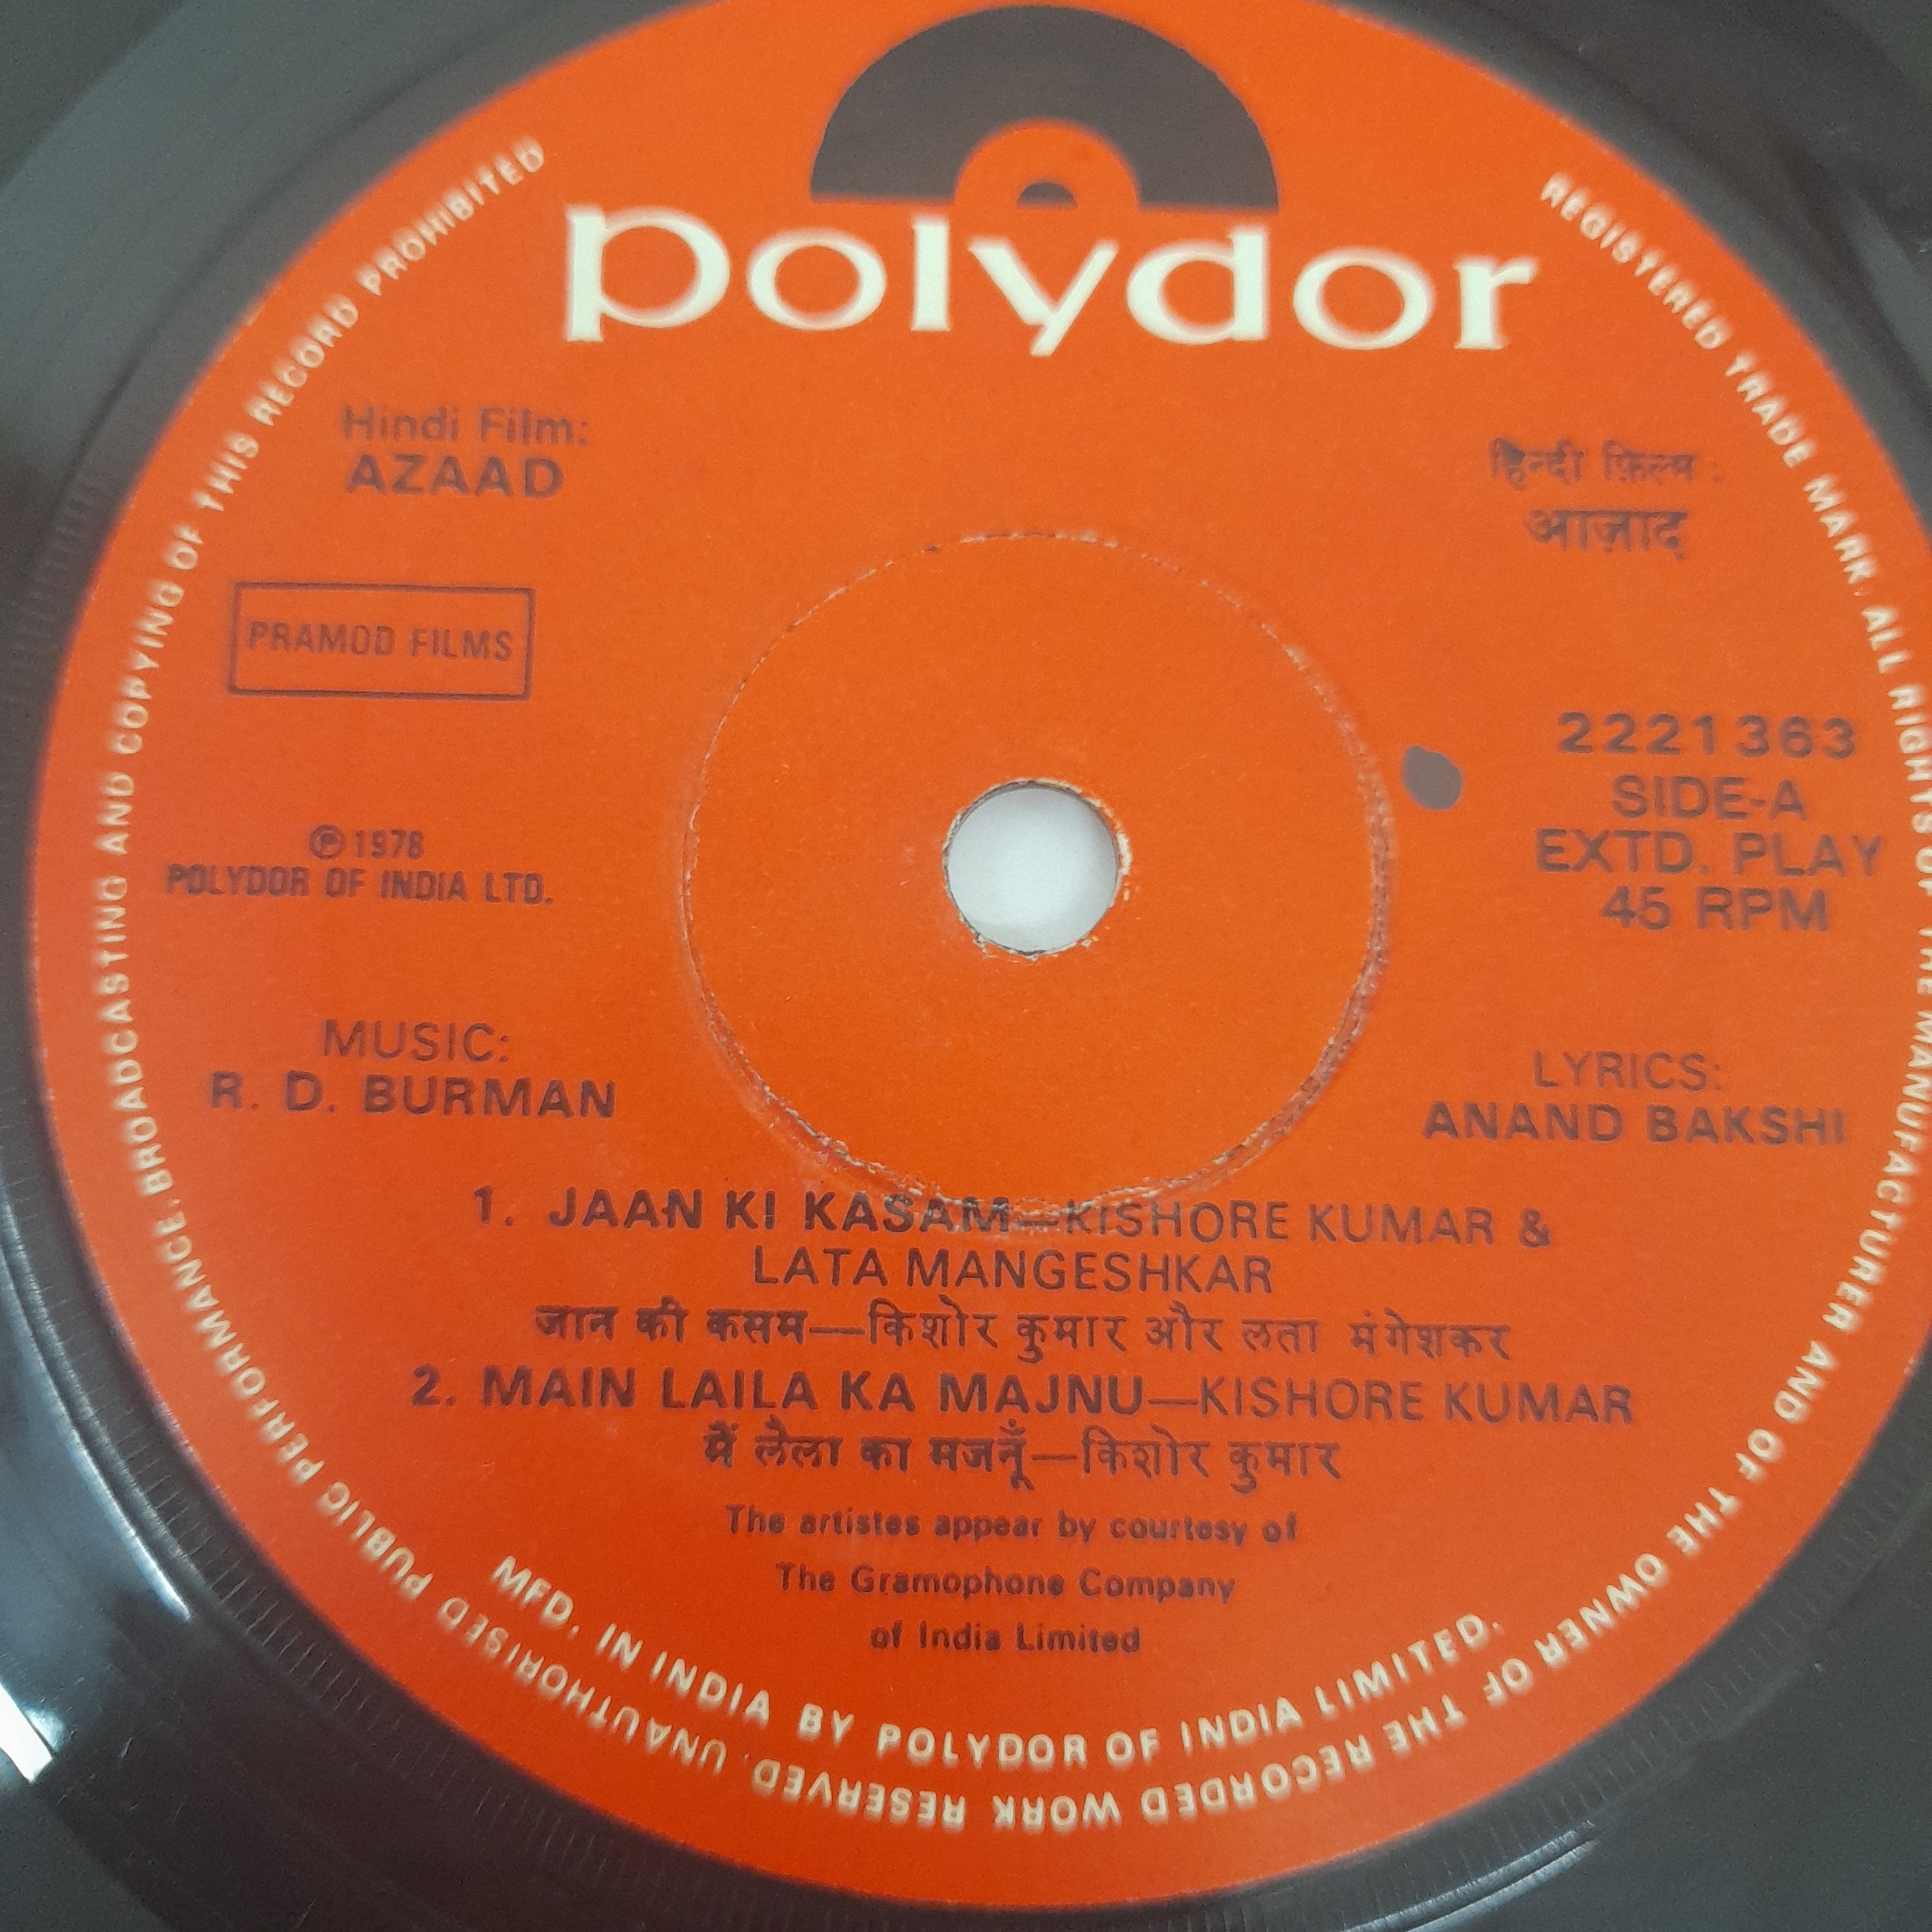 polydor
Hindi Film:
AZAAD
हिन्दी फ़िल्म :
आज़ाद
PRAMOD FILMS
2221363
SIDE-A
EXTD. PLAY
45 RPM
Ⓟ1978
POLYDOR OF INDIA LTD.
MUSIC:
R. D. BURMAN
LYRICS:
ANAND BAKSHI
1. JAAN KI KASAM—KISHORE KUMAR &
LATA MANGESHKAR
जान की कसम—किशोर कुमार और लता मंगेशकर
2. MAIN LAILA KA MAJNU—KISHORE KUMAR
मैं लैला का मजनूँ—किशोर कुमार
The artistes appear by courtesy of
The Gramophone Company
of India Limited
MFD. IN INDIA BY POLYDOR OF INDIA LIMITED.
REGISTERED TRADE MARK. ALL RIGHTS OF THE MANUFACTURER AND OF THE OWNER OF THE RECORDED WORK RESERVED. UNAUTHORISED PUBLIC PERFORMANCE BROADCASTING AND COPYING OF THIS RECORD PROHIBITED